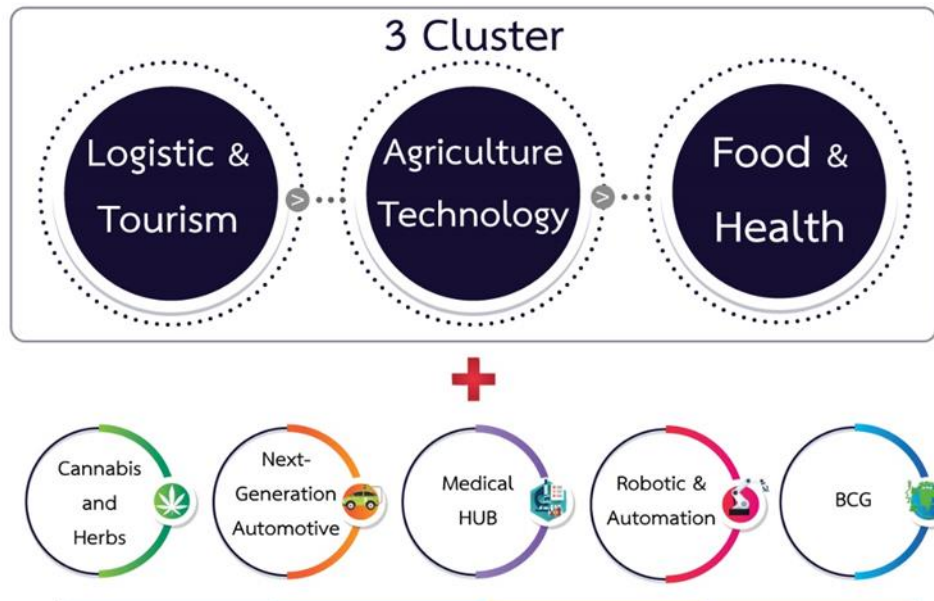 3 Cluster
Logistic &
Tourism
Agriculture
Technology
Food &
Health
Cannabis
and
Herbs
Next-
Generation
Automotive
Medical
HUB
Robotic &
Automation
BCG